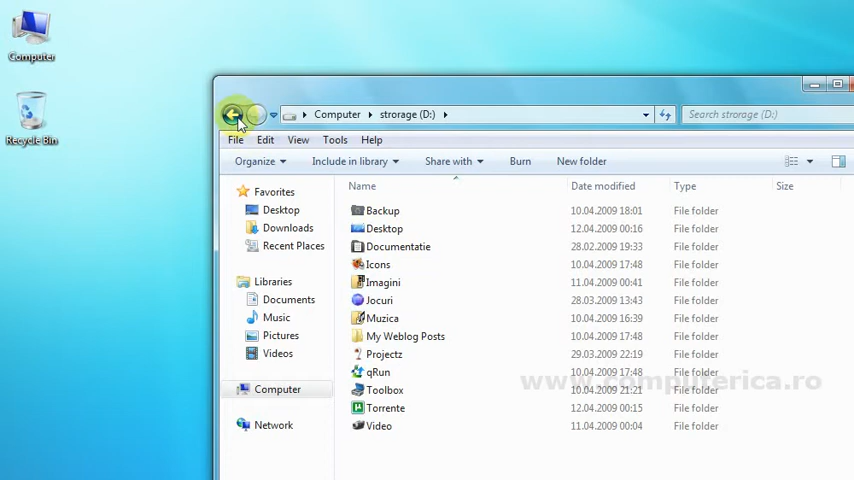 Computer
Recycle Bin
Computer strorage (D:)
Search strorage (D:)
File Edit View Tools Help
Organize Include in library Share with Burn New folder
Name Date modified Type Size
Favorites
Desktop
Downloads
Recent Places
Libraries
Documents
Music
Pictures
Videos
Computer
Network
Backup 10.04.2009 18:01 File folder
Desktop 12.04.2009 00:16 File folder
Documentatie 28.02.2009 19:33 File folder
Icons 10.04.2009 17:48 File folder
Imagini 11.04.2009 00:41 File folder
Jocuri 28.03.2009 13:43 File folder
Muzica 10.04.2009 16:39 File folder
My Weblog Posts 10.04.2009 17:48 File folder
Projectz 29.03.2009 22:19 File folder
qRun 10.04.2009 17:48 File folder
www.computerica.ro
Toolbox 10.04.2009 21:21 File folder
Torrente 12.04.2009 00:15 File folder
Video 11.04.2009 00:04 File folder